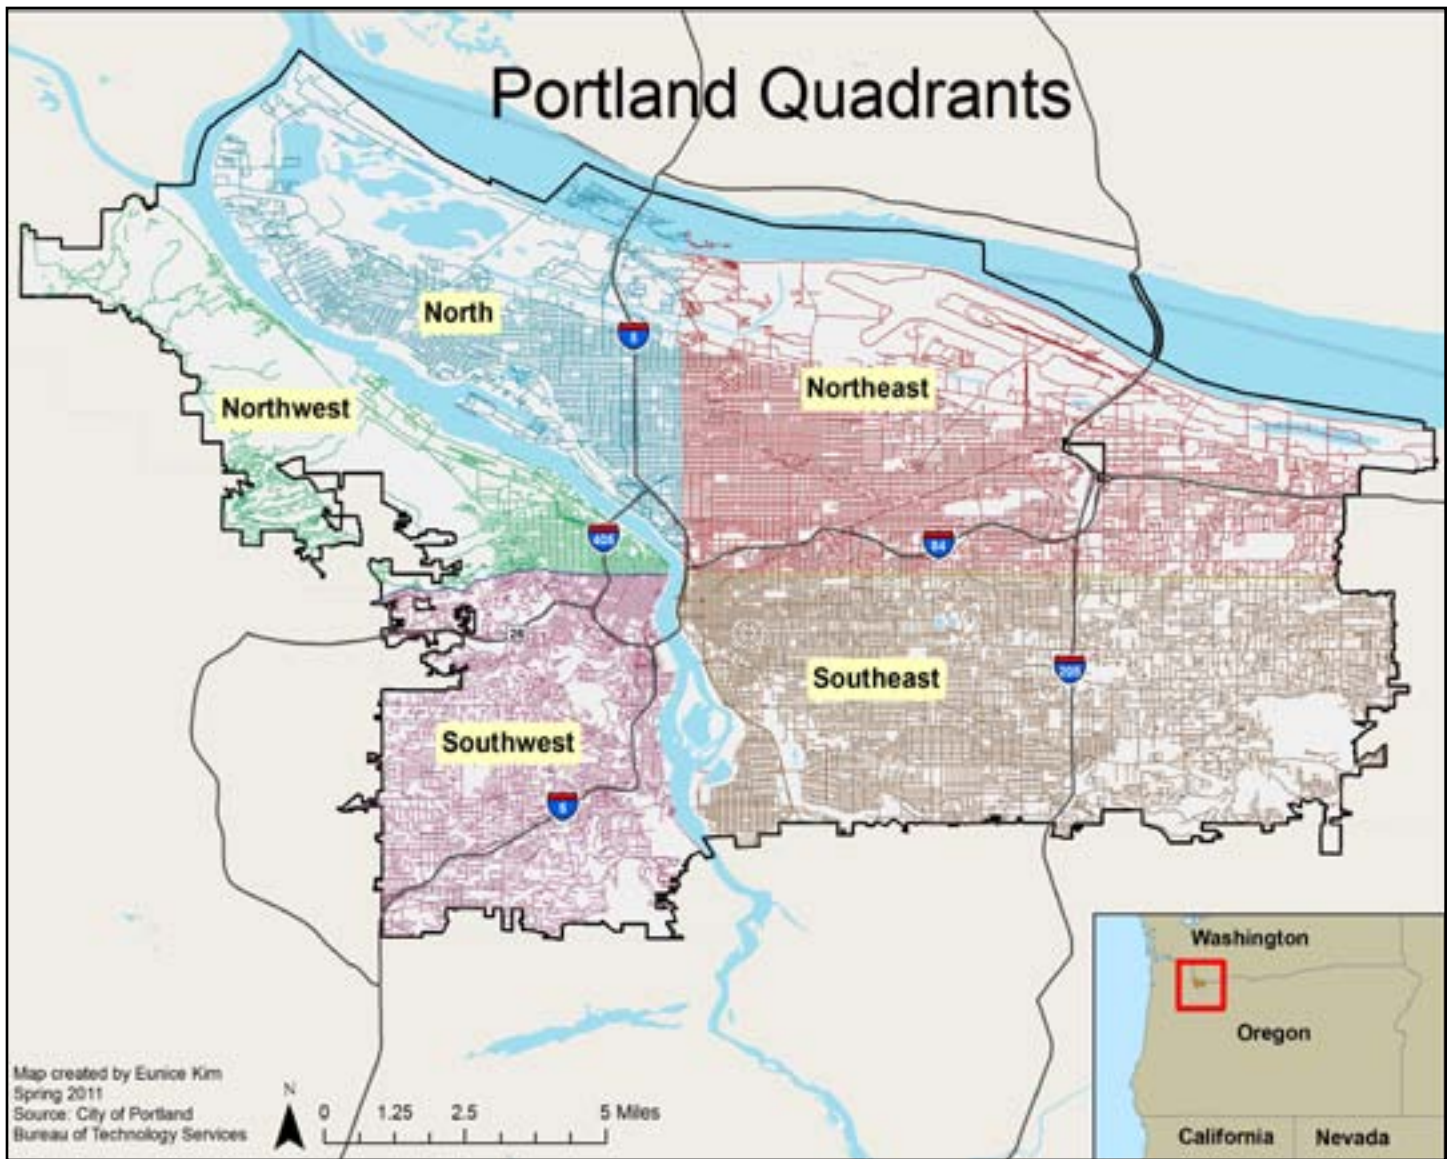 Portland Quadrants
North
5
Northwest
Northeast
405
84
26
Southeast
205
Southwest
5
Washington
Oregon
California
Nevada
Map created by Eunice Kim
Spring 2011
Source: City of Portland
Bureau of Technology Services
N
0 1.25 2.5 5 Miles